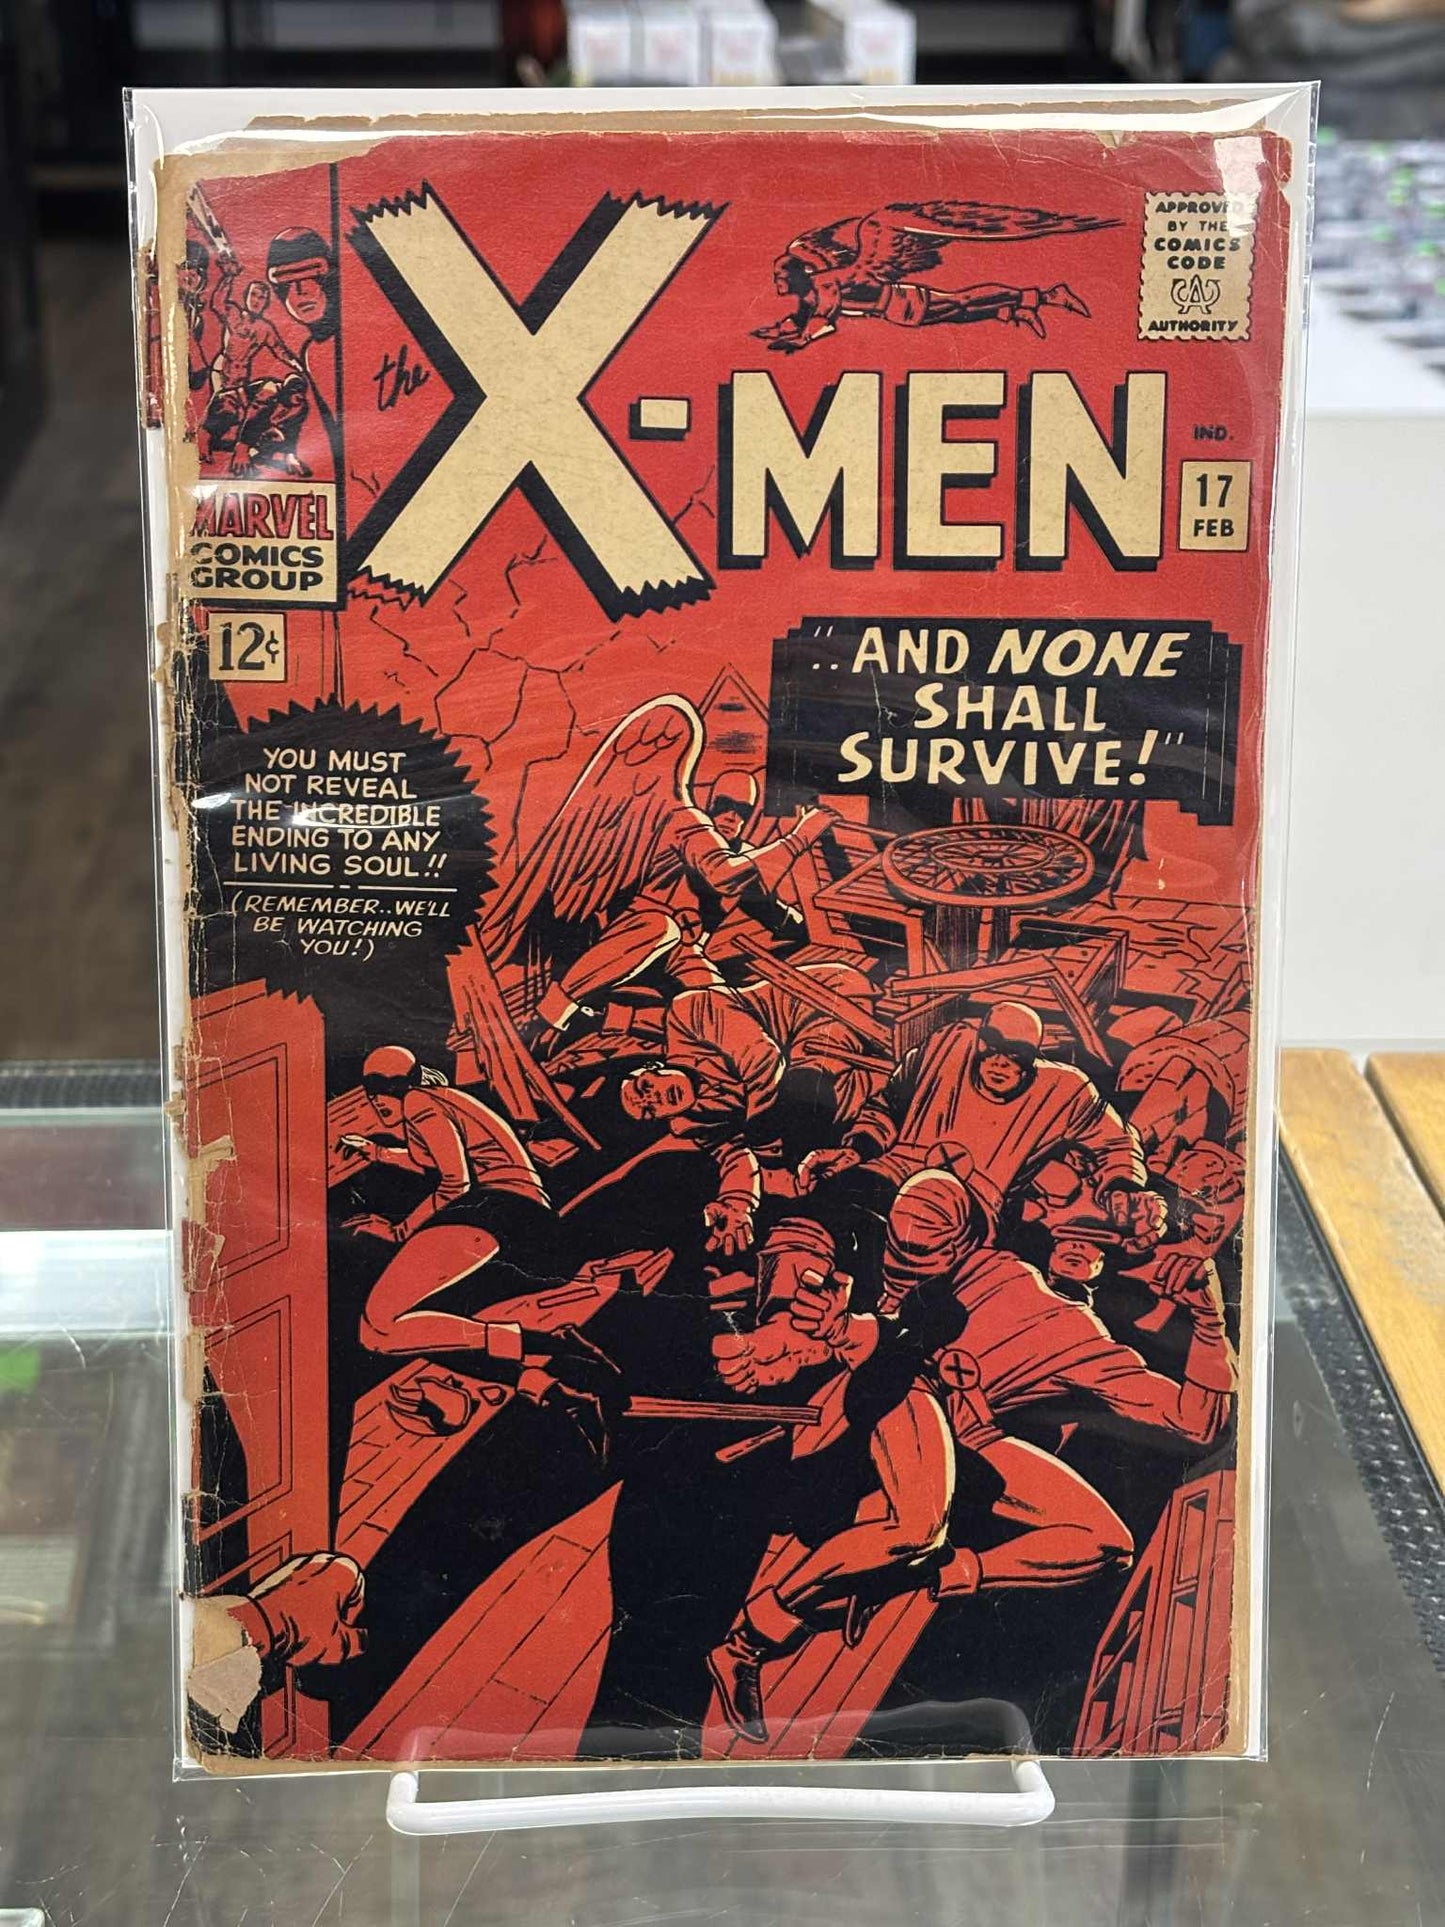 the
X-MEN
APPROVED
BY THE
COMICS
CODE
AUTHORITY
IND.
17
FEB
MARVEL
COMICS
GROUP
12¢
"..AND NONE
SHALL
SURVIVE!"
YOU MUST
NOT REVEAL
THE INCREDIBLE
ENDING TO ANY
LIVING SOUL!!
(REMEMBER..WE'LL
BE WATCHING
YOU!)